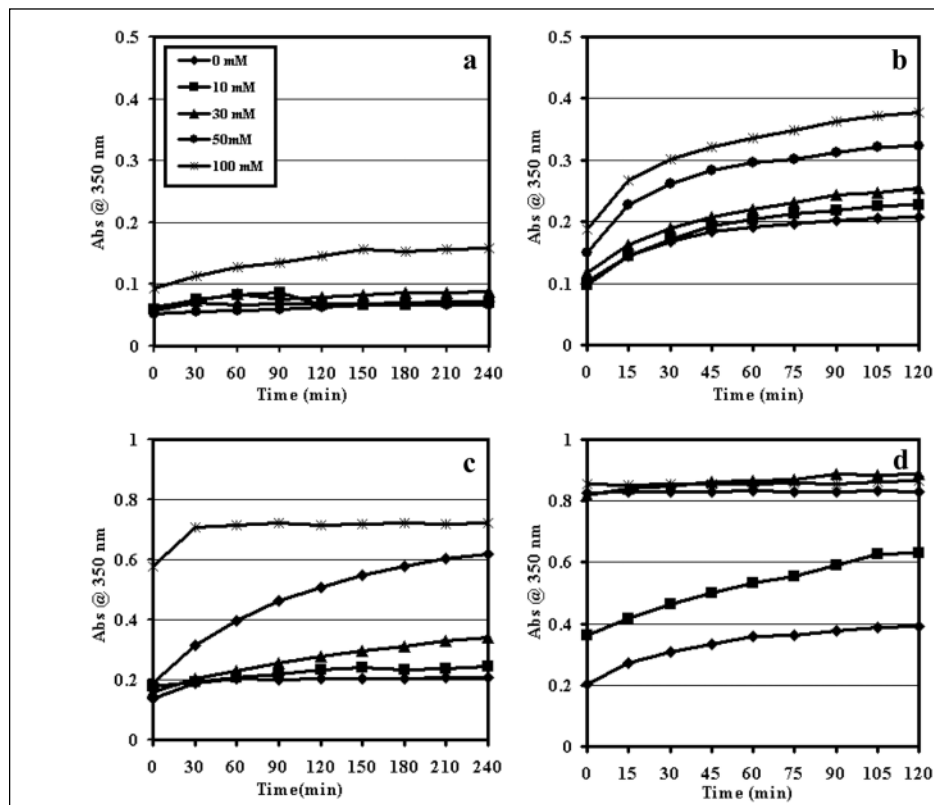 a
0.5
0.4
0.3
0.2
0.1
0
Abs @ 350 nm
0 mM
10 mM
30 mM
50mM
100 mM
0 30 60 90 120 150 180 210 240
Time (min)
b
0.5
0.4
0.3
0.2
0.1
0
Abs @ 350 nm
0 15 30 45 60 75 90 105 120
Time (min)
c
1
0.8
0.6
0.4
0.2
0
Abs @ 350 nm
0 30 60 90 120 150 180 210 240
Time(min)
d
1
0.8
0.6
0.4
0.2
0
Abs @ 350 nm
0 15 30 45 60 75 90 105 120
Time (min)